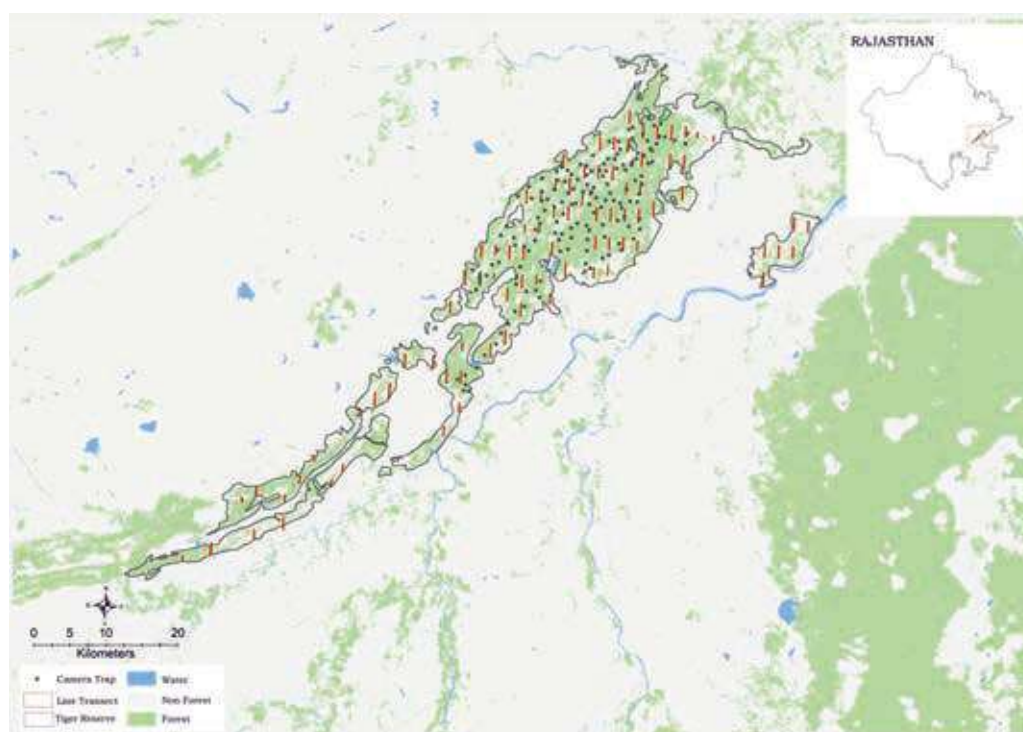 RAJASTHAN
0 5 10 20
Kilometers
Camera Trap
Water
Line Transect
Non Forest
Tiger Reserve
Forest